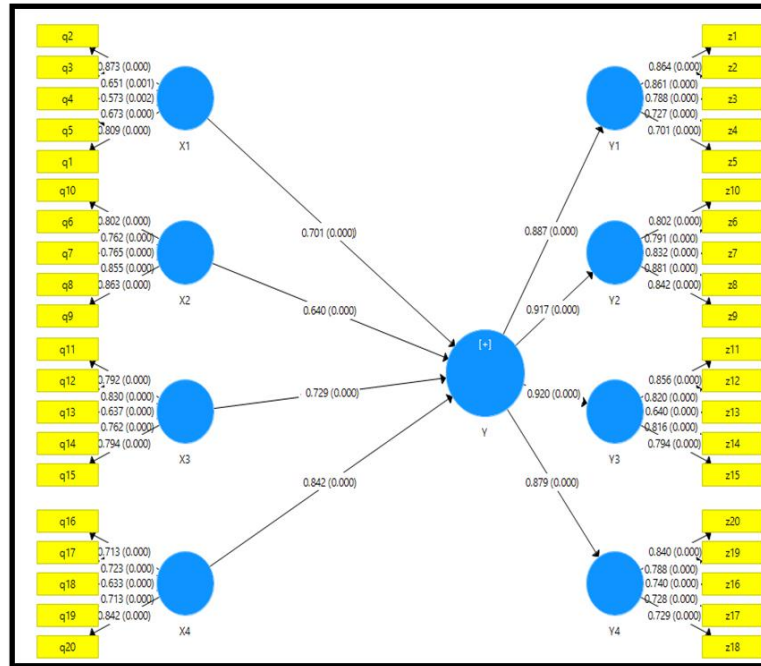 q2
q3
q4
q5
q1
0.873 (0.000)
0.651 (0.001)
0.573 (0.002)
0.673 (0.000)
0.809 (0.000)
X1
q10
q6
q7
q8
q9
0.802 (0.000)
0.762 (0.000)
0.765 (0.000)
0.855 (0.000)
0.863 (0.000)
X2
q11
q12
q13
q14
q15
0.792 (0.000)
0.830 (0.000)
0.637 (0.000)
0.762 (0.000)
0.794 (0.000)
X3
q16
q17
q18
q19
q20
0.713 (0.000)
0.723 (0.000)
0.633 (0.000)
0.713 (0.000)
0.842 (0.000)
X4
0.701 (0.000)
0.640 (0.000)
0.729 (0.000)
0.842 (0.000)
[+]
Y
0.887 (0.000)
0.917 (0.000)
0.920 (0.000)
0.879 (0.000)
Y1
0.864 (0.000)
0.861 (0.000)
0.788 (0.000)
0.727 (0.000)
0.701 (0.000)
z1
z2
z3
z4
z5
Y2
0.802 (0.000)
0.791 (0.000)
0.832 (0.000)
0.881 (0.000)
0.842 (0.000)
z10
z6
z7
z8
z9
Y3
0.856 (0.000)
0.820 (0.000)
0.640 (0.000)
0.816 (0.000)
0.794 (0.000)
z11
z12
z13
z14
z15
Y4
0.840 (0.000)
0.788 (0.000)
0.740 (0.000)
0.728 (0.000)
0.729 (0.000)
z20
z19
z16
z17
z18